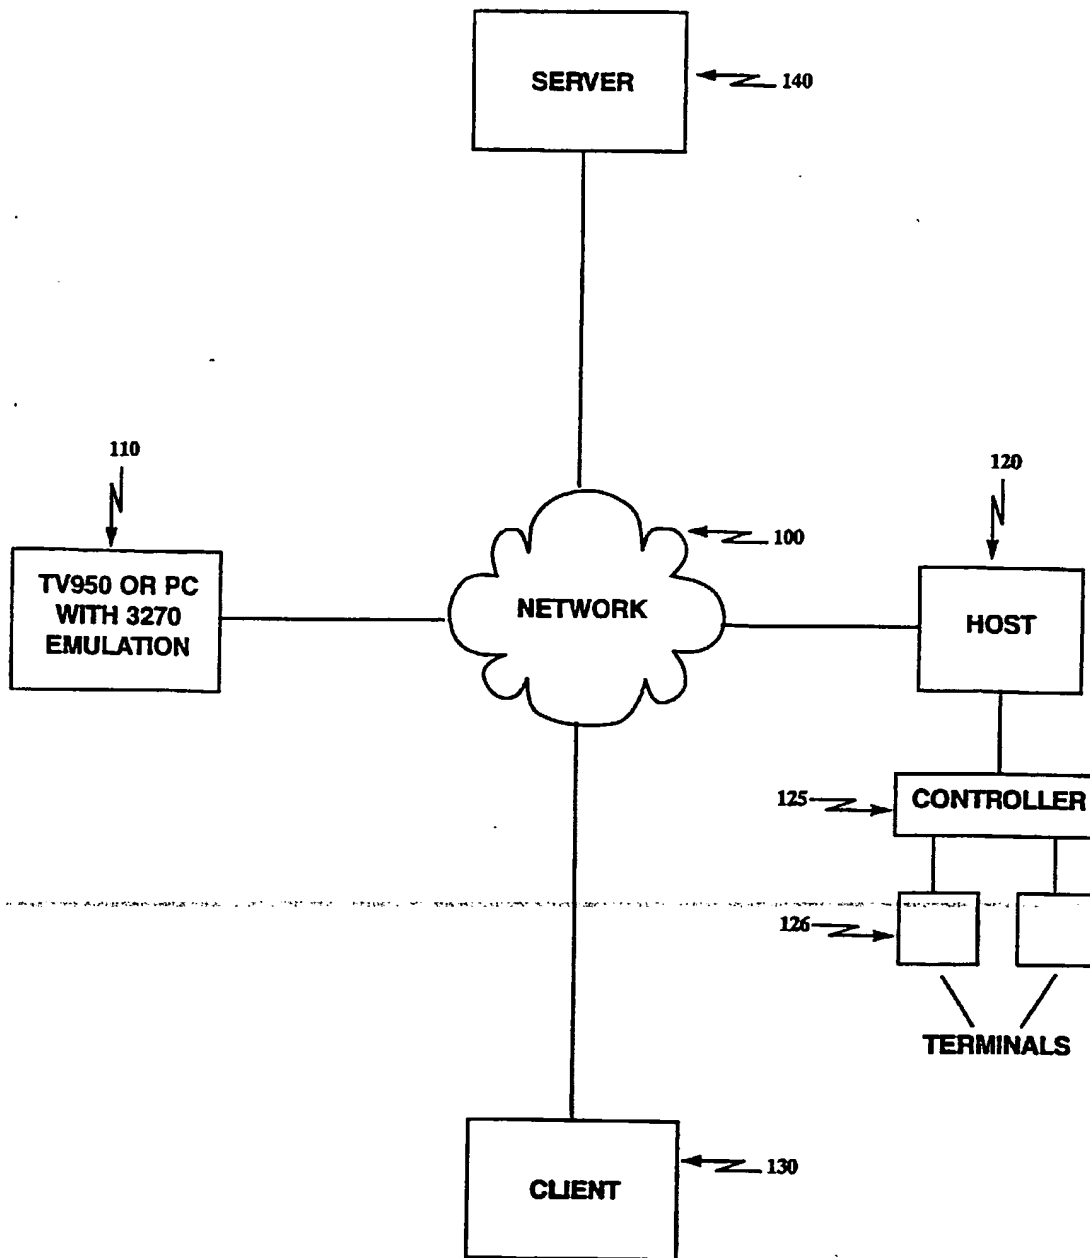 SERVER
140
110
120
100
TV950 OR PC
WITH 3270
EMULATION
NETWORK
HOST
125
CONTROLLER
126
TERMINALS
130
CLIENT